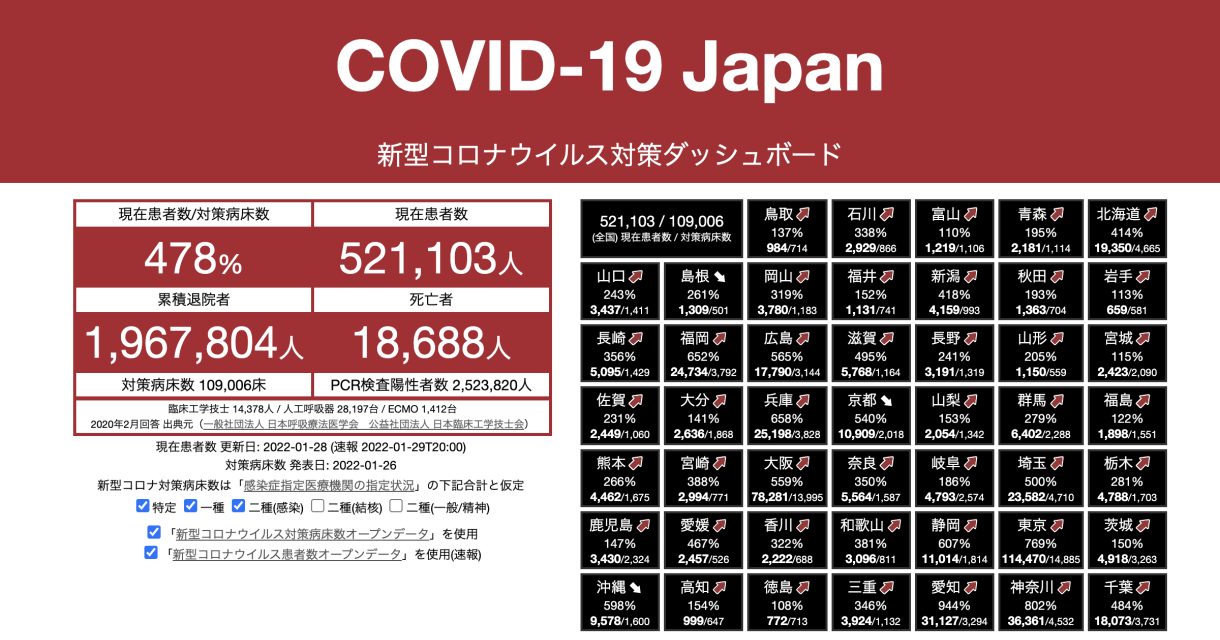 COVID-19 Japan
新型コロナウイルス対策ダッシュボード
現在患者数/対策病床数
現在患者数
478%
521,103人
累積退院者
死亡者
1,967,804人
18,688人
対策病床数 109,006床
PCR検査陽性者数 2,523,820人
臨床工学技士 14,378人 / 人工呼吸器 28,197台 / ECMO 1,412台
2020年2月回答 出典元（一般社団法人 日本呼吸療法医学会　公益社団法人 日本臨床工学技士会）
現在患者数 更新日: 2022-01-28 (速報 2022-01-29T20:00)
対策病床数 発表日: 2022-01-26
新型コロナ対策病床数は「感染症指定医療機関の指定状況」の下記合計と仮定
特定 一種 二種(感染) 二種(結核) 二種(一般/精神)
「新型コロナウイルス対策病床数オープンデータ」を使用
「新型コロナウイルス患者数オープンデータ」を使用(速報)
521,103 / 109,006
(全国) 現在患者数 / 対策病床数
鳥取
137%
984/714
石川
338%
2,929/866
富山
110%
1,219/1,106
青森
195%
2,181/1,114
北海道
414%
19,350/4,665
山口
243%
3,437/1,411
島根
261%
1,309/501
岡山
319%
3,780/1,183
福井
152%
1,131/741
新潟
418%
4,159/993
秋田
193%
1,363/704
岩手
113%
659/581
長崎
356%
5,095/1,429
福岡
652%
24,734/3,792
広島
565%
17,790/3,144
滋賀
495%
5,768/1,164
長野
241%
3,191/1,319
山形
205%
1,150/559
宮城
115%
2,423/2,090
佐賀
231%
2,449/1,060
大分
141%
2,636/1,868
兵庫
658%
25,198/3,828
京都
540%
10,909/2,018
山梨
153%
2,054/1,342
群馬
279%
6,402/2,288
福島
122%
1,898/1,551
熊本
266%
4,462/1,675
宮崎
388%
2,994/771
大阪
559%
78,281/13,995
奈良
350%
5,564/1,587
岐阜
186%
4,793/2,574
埼玉
500%
23,582/4,710
栃木
281%
4,788/1,703
鹿児島
147%
3,430/2,324
愛媛
467%
2,457/526
香川
322%
2,222/688
和歌山
381%
3,096/811
静岡
607%
11,014/1,814
東京
769%
114,470/14,885
茨城
150%
4,918/3,263
沖縄
598%
9,578/1,600
高知
154%
999/647
徳島
108%
772/713
三重
346%
3,924/1,132
愛知
944%
31,127/3,294
神奈川
802%
36,361/4,532
千葉
484%
18,073/3,731